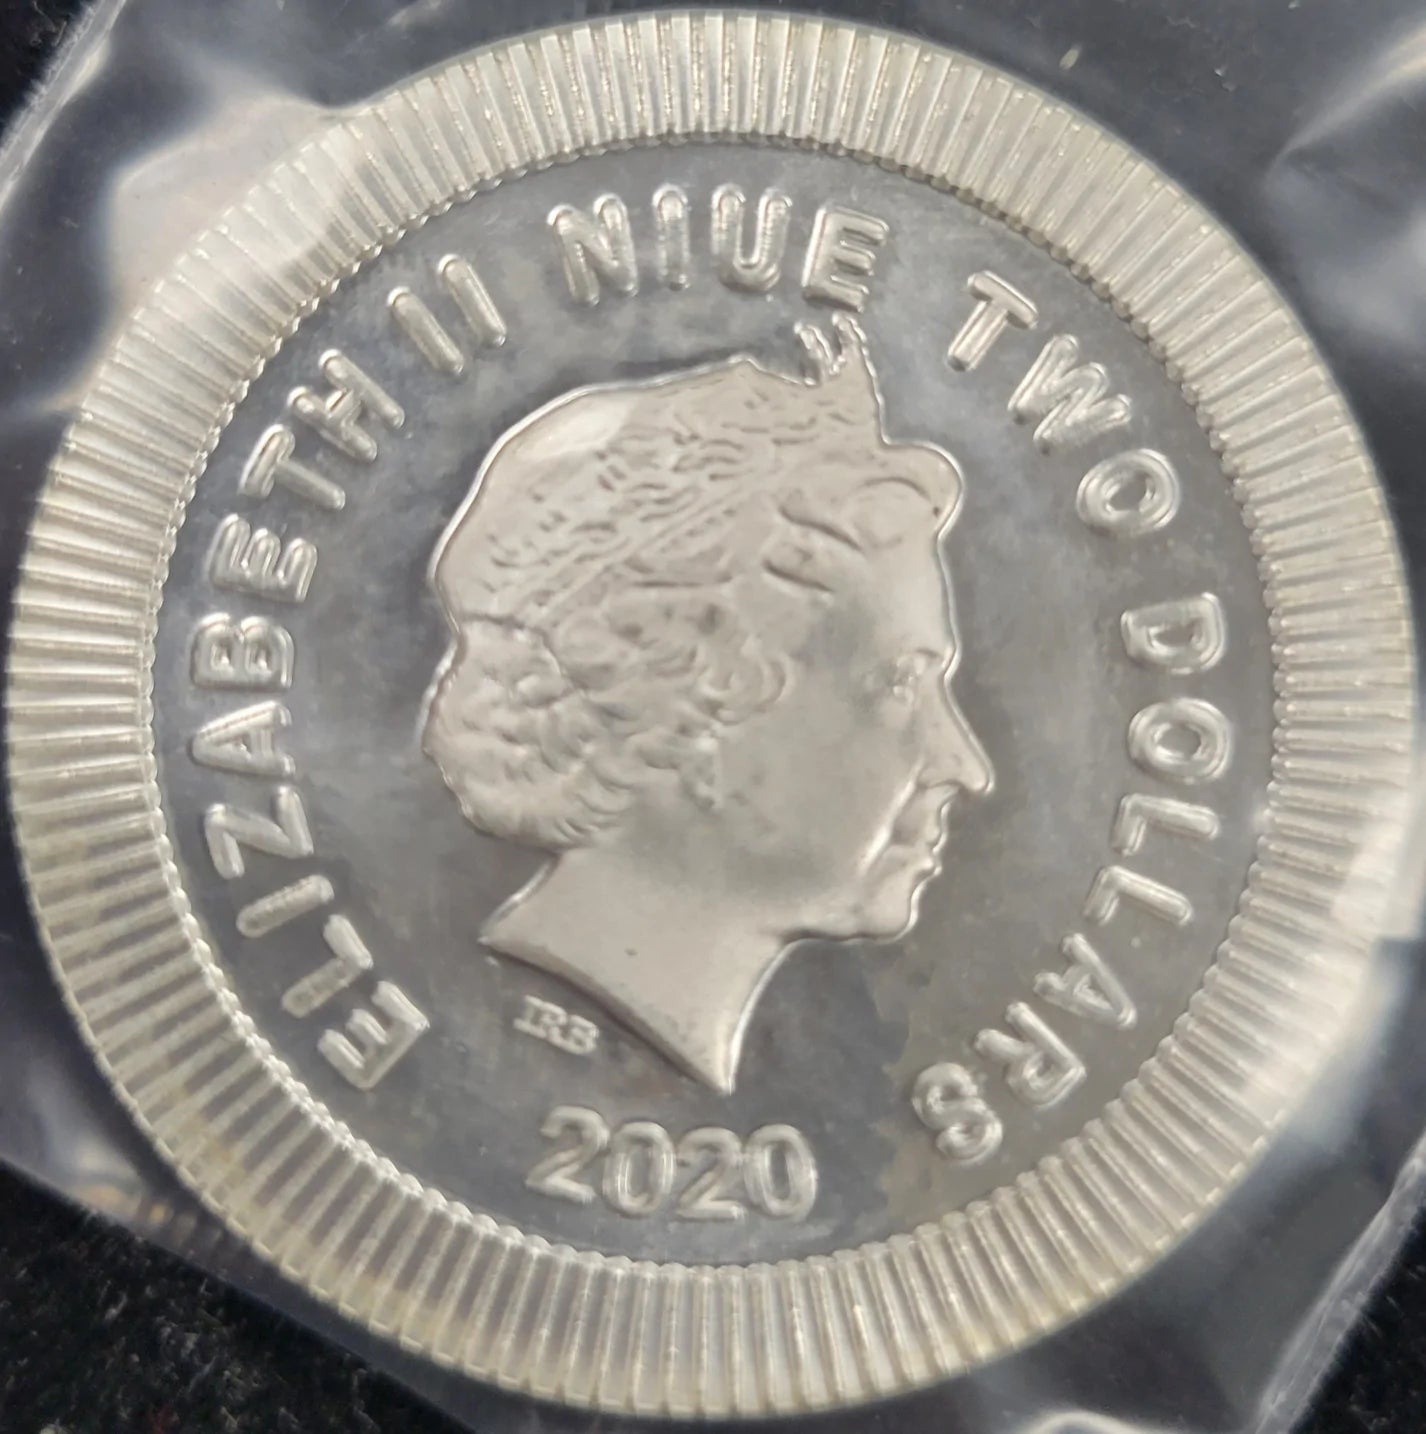 ELIZABETH II NIUE TWO DOLLARS
IRB
2020